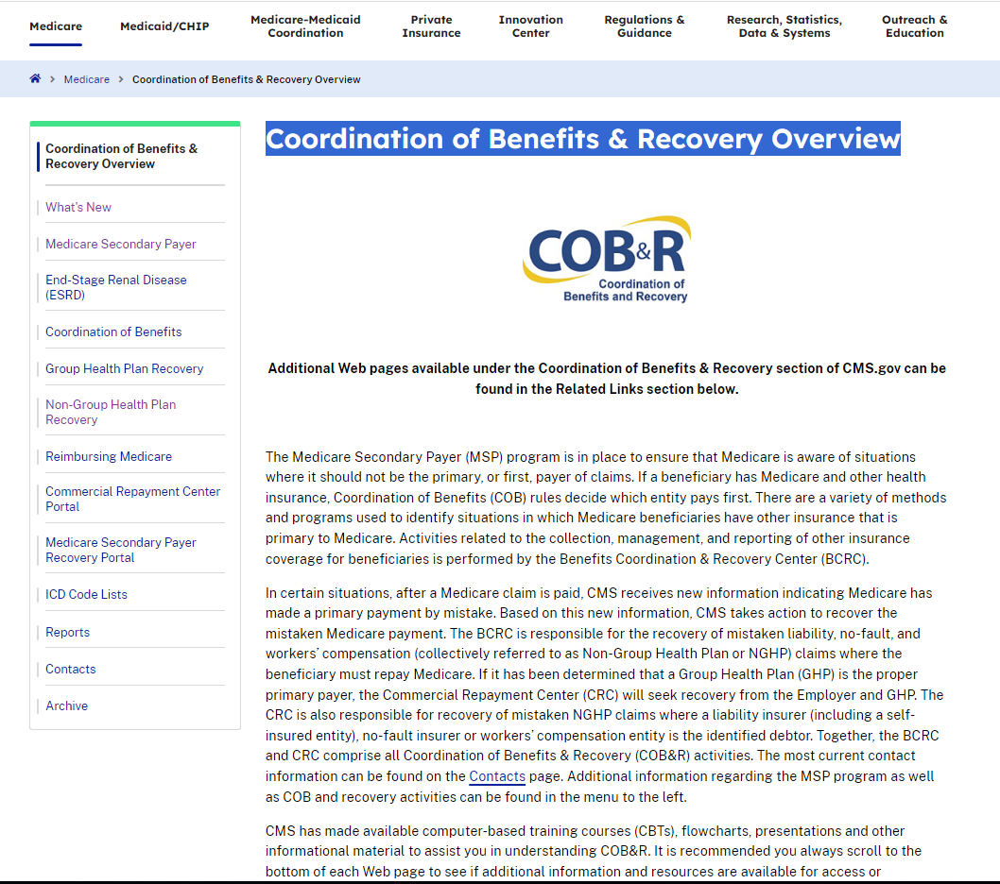 Medicare
Medicaid/CHIP
Medicare-Medicaid
Coordination
Private
Insurance
Innovation
Center
Regulations &
Guidance
Research, Statistics,
Data & Systems
Outreach &
Education
Medicare
Coordination of Benefits & Recovery Overview
Coordination of Benefits &
Recovery Overview
What's New
Medicare Secondary Payer
End-Stage Renal Disease
(ESRD)
Coordination of Benefits
Group Health Plan Recovery
Non-Group Health Plan
Recovery
Reimbursing Medicare
Commercial Repayment Center
Portal
Medicare Secondary Payer
Recovery Portal
ICD Code Lists
Reports
Contacts
Archive
Coordination of Benefits & Recovery Overview
COB&R
Coordination of
Benefits and Recovery
Additional Web pages available under the Coordination of Benefits & Recovery section of CMS.gov can be
found in the Related Links section below.
The Medicare Secondary Payer (MSP) program is in place to ensure that Medicare is aware of situations
where it should not be the primary, or first, payer of claims. If a beneficiary has Medicare and other health
insurance, Coordination of Benefits (COB) rules decide which entity pays first. There are a variety of methods
and programs used to identify situations in which Medicare beneficiaries have other insurance that is
primary to Medicare. Activities related to the collection, management, and reporting of other insurance
coverage for beneficiaries is performed by the Benefits Coordination & Recovery Center (BCRC).
In certain situations, after a Medicare claim is paid, CMS receives new information indicating Medicare has
made a primary payment by mistake. Based on this new information, CMS takes action to recover the
mistaken Medicare payment. The BCRC is responsible for the recovery of mistaken liability, no-fault, and
workers’ compensation (collectively referred to as Non-Group Health Plan or NGHP) claims where the
beneficiary must repay Medicare. If it has been determined that a Group Health Plan (GHP) is the proper
primary payer, the Commercial Repayment Center (CRC) will seek recovery from the Employer and GHP. The
CRC is also responsible for recovery of mistaken NGHP claims where a liability insurer (including a self-
insured entity), no-fault insurer or workers’ compensation entity is the identified debtor. Together, the BCRC
and CRC comprise all Coordination of Benefits & Recovery (COB&R) activities. The most current contact
information can be found on the Contacts page. Additional information regarding the MSP program as well
as COB and recovery activities can be found in the menu to the left.
CMS has made available computer-based training courses (CBTs), flowcharts, presentations and other
informational material to assist you in understanding COB&R. It is recommended you always scroll to the
bottom of each Web page to see if additional information and resources are available for access or